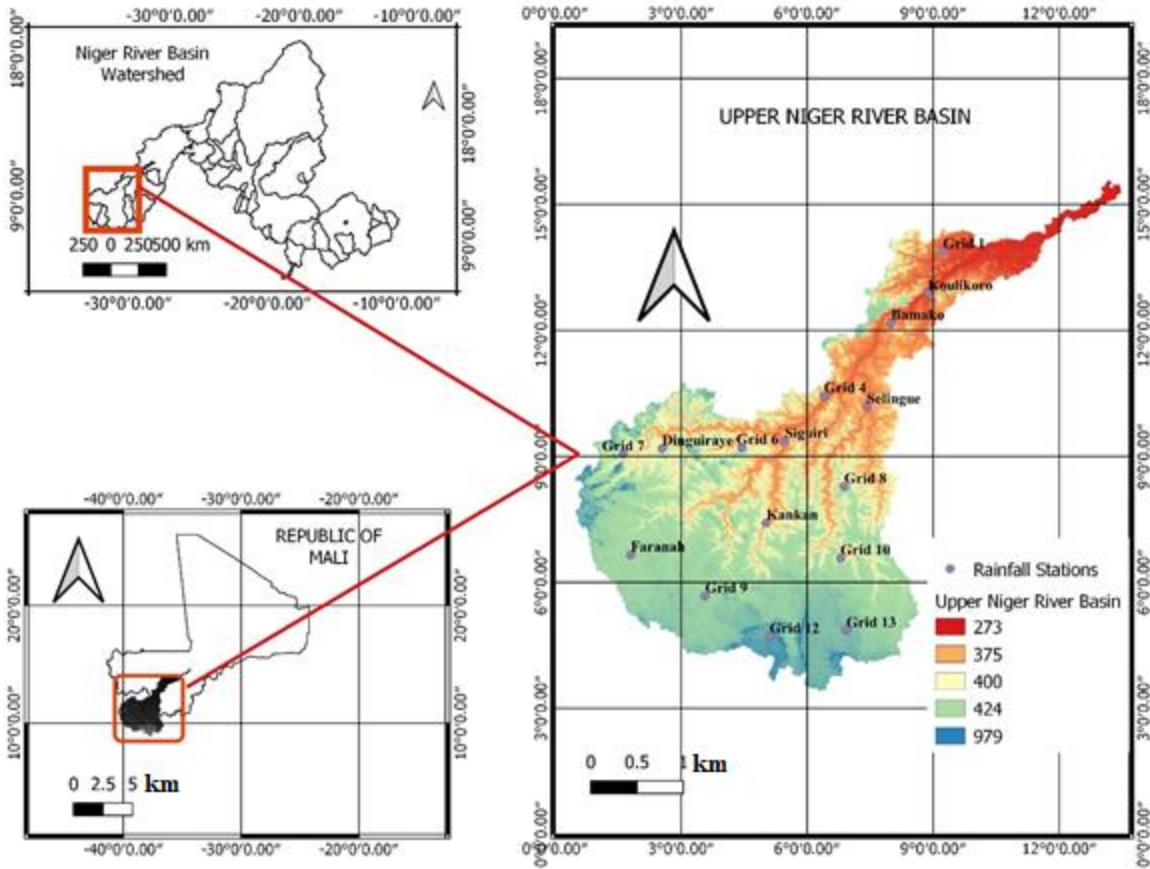 -30°0'0.00" -20°0'0.00" -10°0'0.00"
18°0'0.00"
9°0'0.00"
Niger River Basin
Watershed
18°0'0.00"
9°0'0.00"
250 0 250500 km
-30°0'0.00" -20°0'0.00" -10°0'0.00"
-40°0'0.00" -30°0'0.00" -20°0'0.00"
20°0'0.00"
10°0'0.00"
REPUBLIC OF
MALI
20°0'0.00"
10°0'0.00"
0 2.5 5 km
-40°0'0.00" -30°0'0.00" -20°0'0.00"
0°0'0.00" 3°0'0.00" 6°0'0.00" 9°0'0.00" 12°0'0.00"
18°0'0.00"
15°0'0.00"
12°0'0.00"
9°0'0.00"
6°0'0.00"
3°0'0.00"
0°0'0.00"
UPPER NIGER RIVER BASIN
Grid 1
Koulikoro
Bamako
Grid 4
Selingue
Siguiri
Grid 7 Dinguiraye Grid 6
Grid 8
Kankan
Faranah
Grid 10
Grid 9
Grid 12
Grid 13
Rainfall Stations
Upper Niger River Basin
273
375
400
424
979
0 0.5 1 km
18°0'0.00"
15°0'0.00"
12°0'0.00"
9°0'0.00"
6°0'0.00"
3°0'0.00"
0°0'0.00"
0°0'0.00" 3°0'0.00" 6°0'0.00" 9°0'0.00" 12°0'0.00"